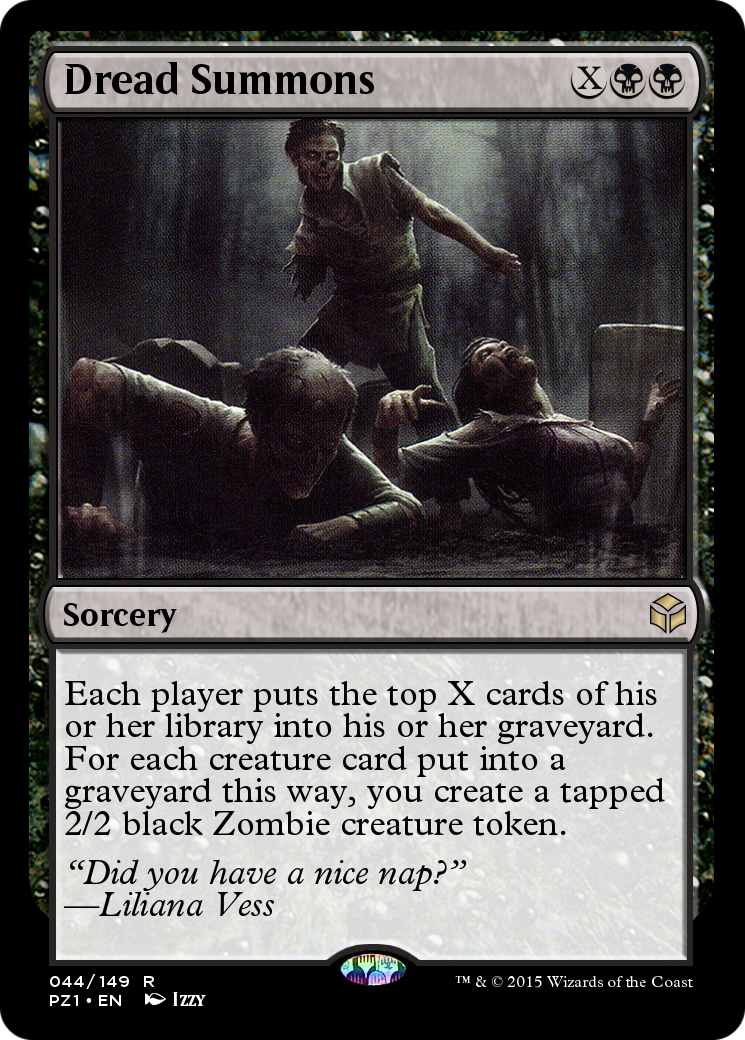 Dread Summons X
Sorcery
Each player puts the top X cards of his
or her library into his or her graveyard.
For each creature card put into a
graveyard this way, you create a tapped
2/2 black Zombie creature token.
“Did you have a nice nap?”
—Liliana Vess
044/149 R
PZ1 • EN Izzy
™ & © 2015 Wizards of the Coast